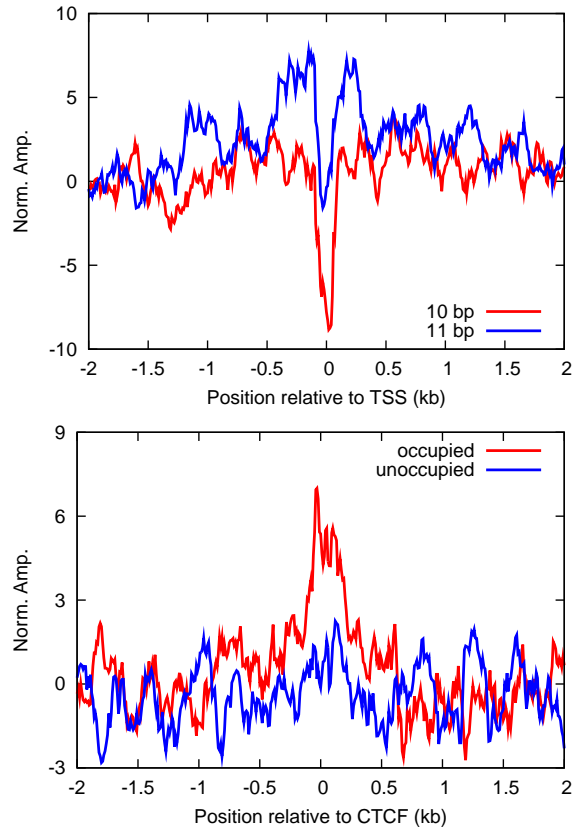 10
5
0
-5
-10
Norm. Amp.
10 bp
11 bp
-2 -1.5 -1 -0.5 0 0.5 1 1.5 2
Position relative to TSS (kb)
9
6
3
0
-3
Norm. Amp.
occupied
unoccupied
-2 -1.5 -1 -0.5 0 0.5 1 1.5 2
Position relative to CTCF (kb)